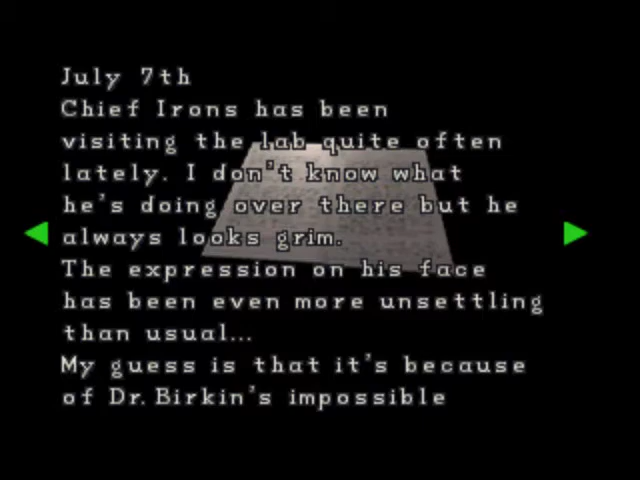 July 7th
Chief Irons has been
visiting the lab quite often
lately. I don't know what
he's doing over there but he
always looks grim.
The expression on his face
has been even more unsettling
than usual...
My guess is that it's because
of Dr. Birkin's impossible